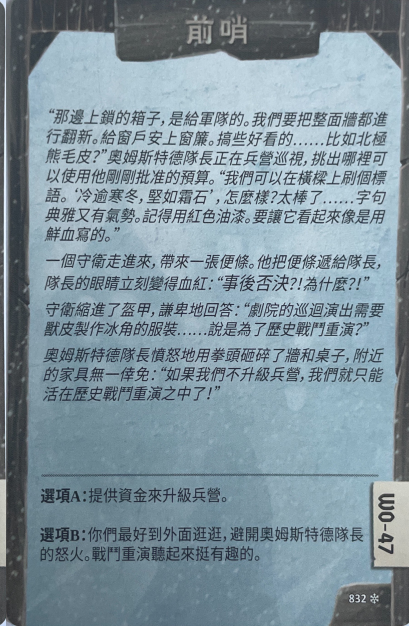 前哨
“那邊上鎖的箱子，是給軍隊的。我們要把整面牆都進
行翻新。給窗戶安上窗簾。搞些好看的……比如北極
熊毛皮？”奧姆斯特德隊長正在兵營巡視，挑出哪裡可
以使用他剛剛批准的預算。“我們可以在橫樑上刷個標
語。‘冷逾寒冬，堅如霜石’，怎麼樣？太棒了……字句
典雅又有氣勢。記得用紅色油漆。要讓它看起來像是用
鮮血寫的。”
一個守衛走進來，帶來一張便條。他把便條遞給隊長，
隊長的眼睛立刻變得血紅：“事後否決？！為什麼？！”
守衛縮進了盔甲，謙卑地回答：“劇院的巡迴演出需要
獸皮製作冰角的服裝……說是為了歷史戰鬥重演？”
奧姆斯特德隊長憤怒地用拳頭砸碎了牆和桌子，附近
的家具無一倖免：“如果我們不升級兵營，我們就只能
活在歷史戰鬥重演之中了！”
選項A：提供資金來升級兵營。
選項B：你們最好到外面逛逛，避開奧姆斯特德隊長
的怒火。戰鬥重演聽起來挺有趣的。
WO-47
832